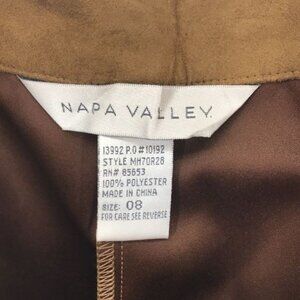 NAPA VALLEY
13992 P.O #10192
STYLE MH70R28
RN# 85653
100% POLYESTER
MADE IN CHINA
SIZE: 08
FOR CARE SEE REVERSE